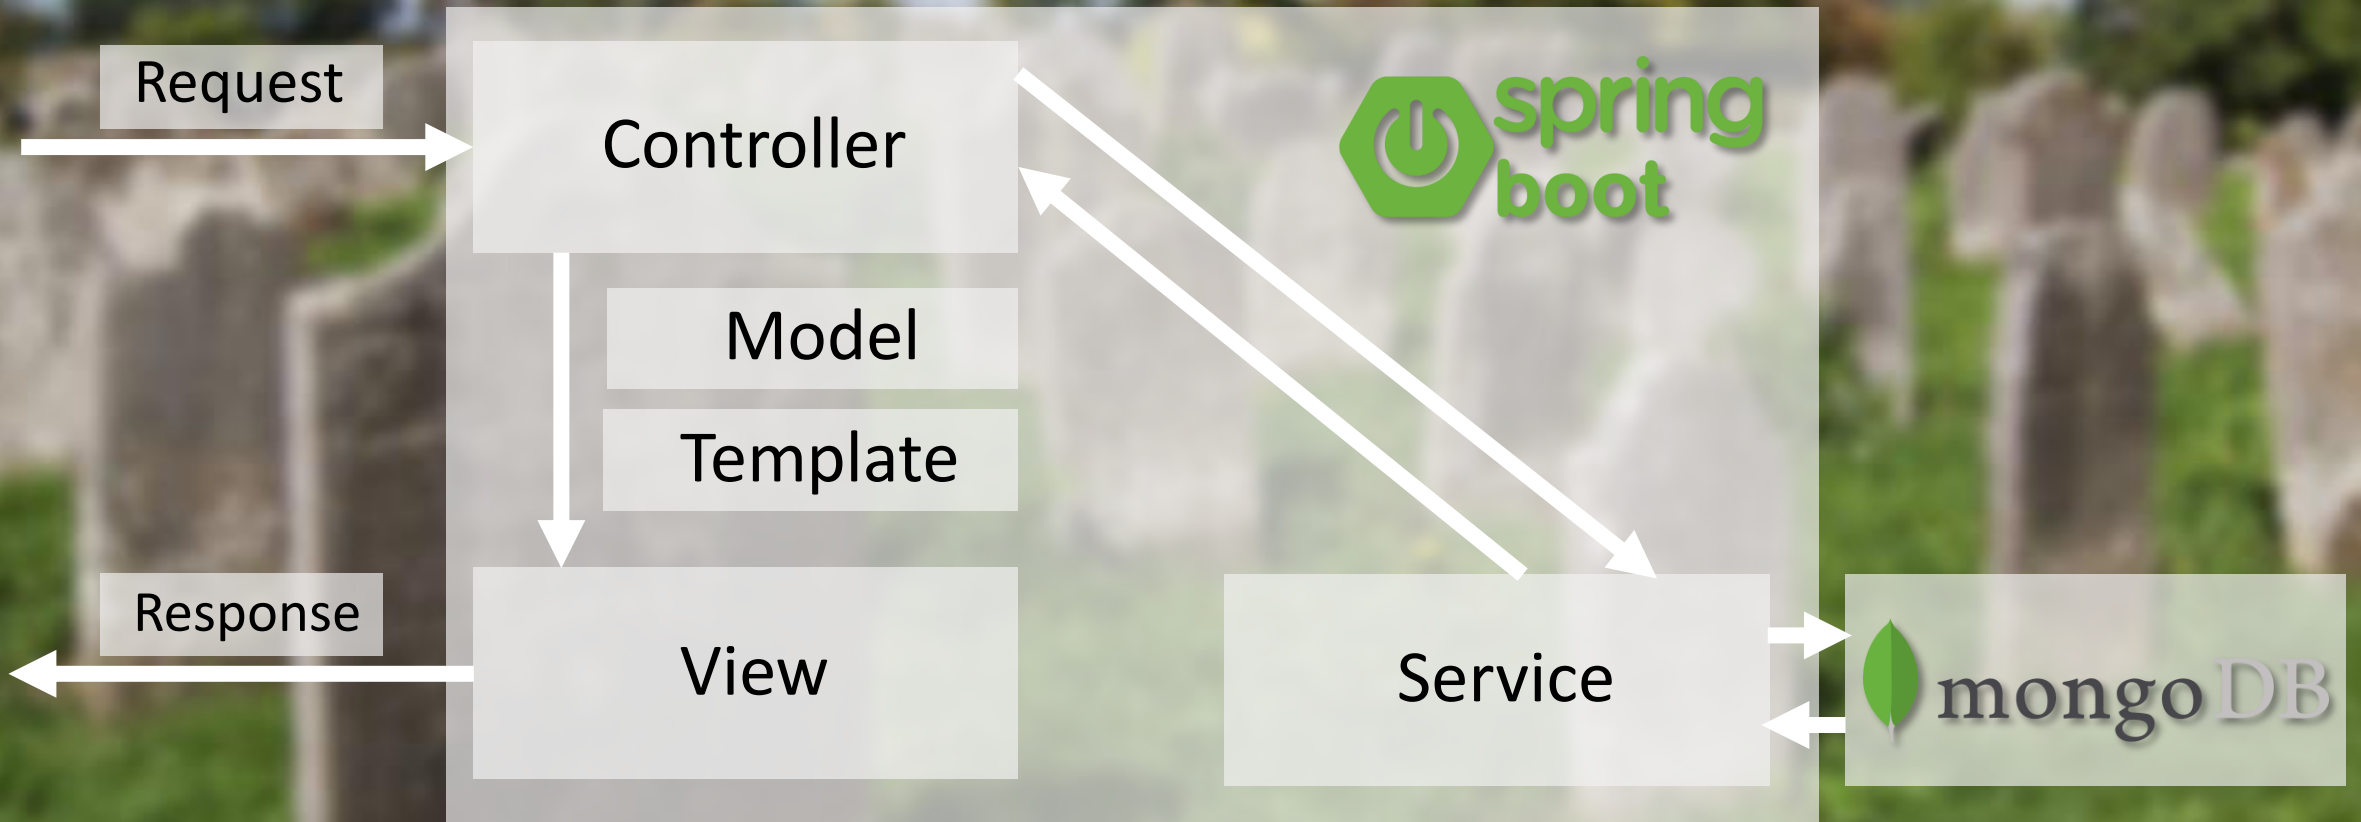 Request
Controller
spring
boot
Model
Template
Response
View
Service
mongoDB